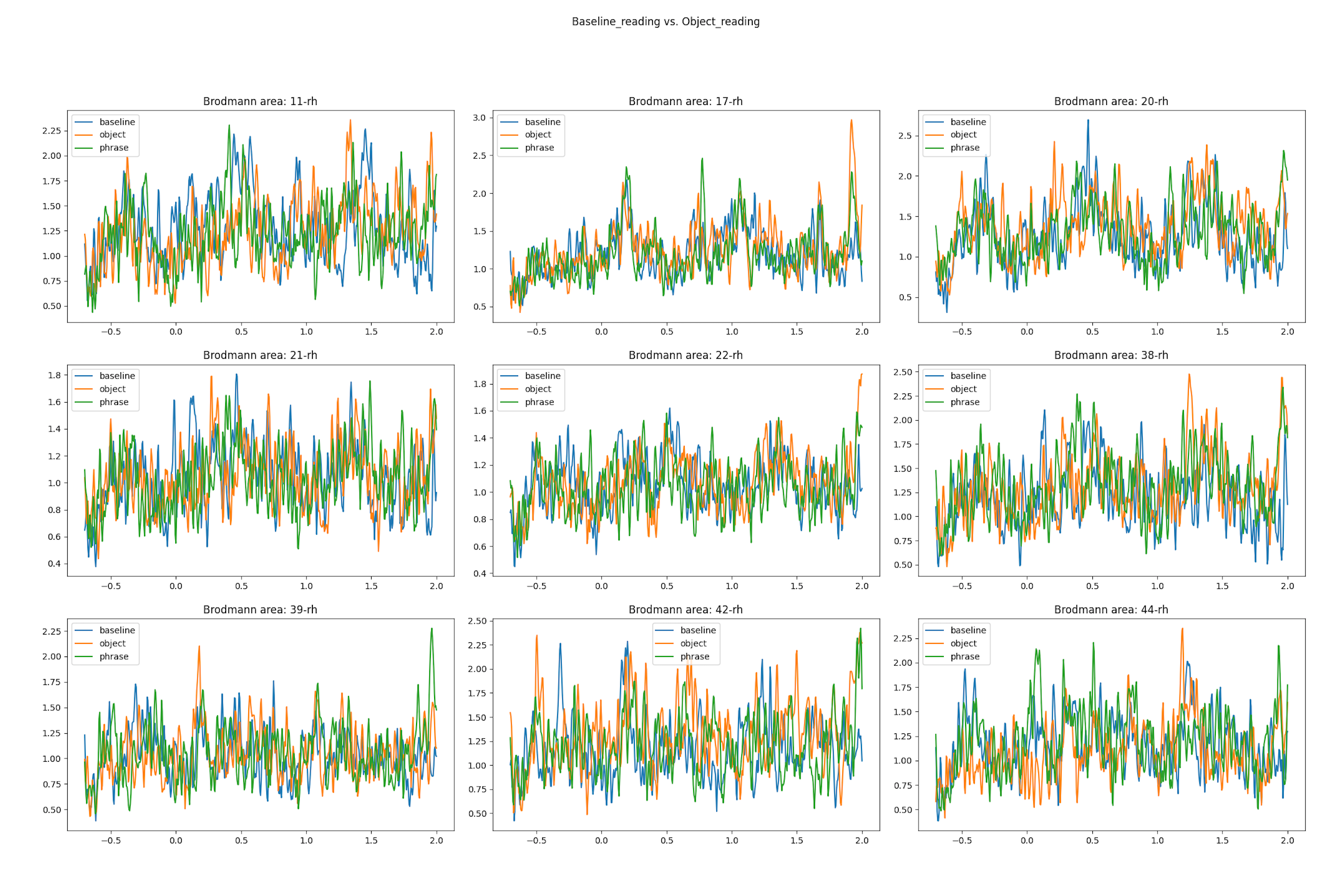 Baseline_reading vs. Object_reading
Brodmann area: 11-rh
baseline
object
phrase
2.25
2.00
1.75
1.50
1.25
1.00
0.75
0.50
−0.5 0.0 0.5 1.0 1.5 2.0
Brodmann area: 17-rh
baseline
object
phrase
3.0
2.5
2.0
1.5
1.0
0.5
−0.5 0.0 0.5 1.0 1.5 2.0
Brodmann area: 20-rh
baseline
object
phrase
2.5
2.0
1.5
1.0
0.5
−0.5 0.0 0.5 1.0 1.5 2.0
Brodmann area: 21-rh
baseline
object
phrase
1.8
1.6
1.4
1.2
1.0
0.8
0.6
0.4
−0.5 0.0 0.5 1.0 1.5 2.0
Brodmann area: 22-rh
baseline
object
phrase
1.8
1.6
1.4
1.2
1.0
0.8
0.6
0.4
−0.5 0.0 0.5 1.0 1.5 2.0
Brodmann area: 38-rh
baseline
object
phrase
2.50
2.25
2.00
1.75
1.50
1.25
1.00
0.75
0.50
−0.5 0.0 0.5 1.0 1.5 2.0
Brodmann area: 39-rh
baseline
object
phrase
2.25
2.00
1.75
1.50
1.25
1.00
0.75
0.50
−0.5 0.0 0.5 1.0 1.5 2.0
Brodmann area: 42-rh
baseline
object
phrase
2.50
2.25
2.00
1.75
1.50
1.25
1.00
0.75
0.50
−0.5 0.0 0.5 1.0 1.5 2.0
Brodmann area: 44-rh
baseline
object
phrase
2.25
2.00
1.75
1.50
1.25
1.00
0.75
0.50
−0.5 0.0 0.5 1.0 1.5 2.0